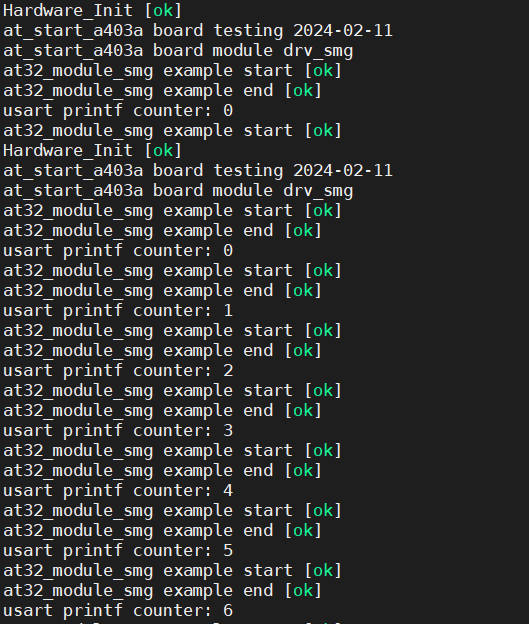 Hardware_Init [ok]
at_start_a403a board testing 2024-02-11
at_start_a403a board module drv_smg
at32_module_smg example start [ok]
at32_module_smg example end [ok]
usart printf counter: 0
at32_module_smg example start [ok]
Hardware_Init [ok]
at_start_a403a board testing 2024-02-11
at_start_a403a board module drv_smg
at32_module_smg example start [ok]
at32_module_smg example end [ok]
usart printf counter: 0
at32_module_smg example start [ok]
at32_module_smg example end [ok]
usart printf counter: 1
at32_module_smg example start [ok]
at32_module_smg example end [ok]
usart printf counter: 2
at32_module_smg example start [ok]
at32_module_smg example end [ok]
usart printf counter: 3
at32_module_smg example start [ok]
at32_module_smg example end [ok]
usart printf counter: 4
at32_module_smg example start [ok]
at32_module_smg example end [ok]
usart printf counter: 5
at32_module_smg example start [ok]
at32_module_smg example end [ok]
usart printf counter: 6